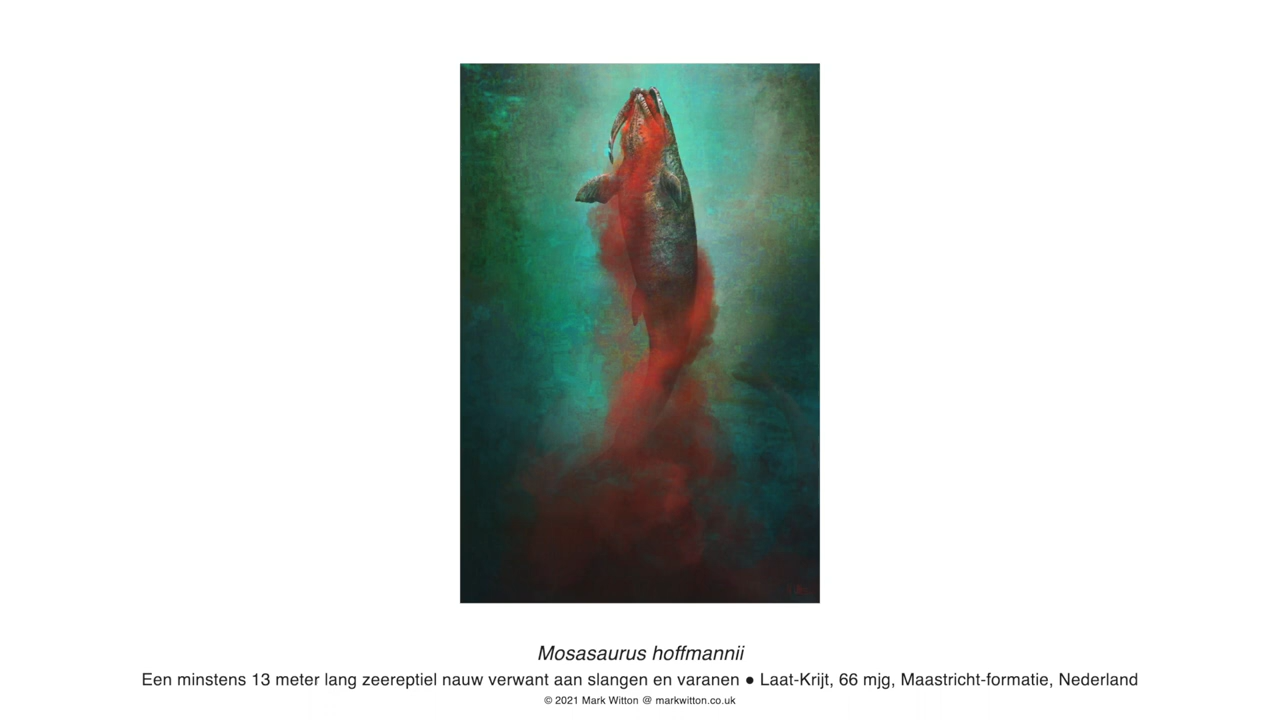 Mosasaurus hoffmannii
Een minstens 13 meter lang zeereptiel nauw verwant aan slangen en varanen ● Laat-Krijt, 66 mjg, Maastricht-formatie, Nederland
© 2021 Mark Witton @ markwitton.co.uk